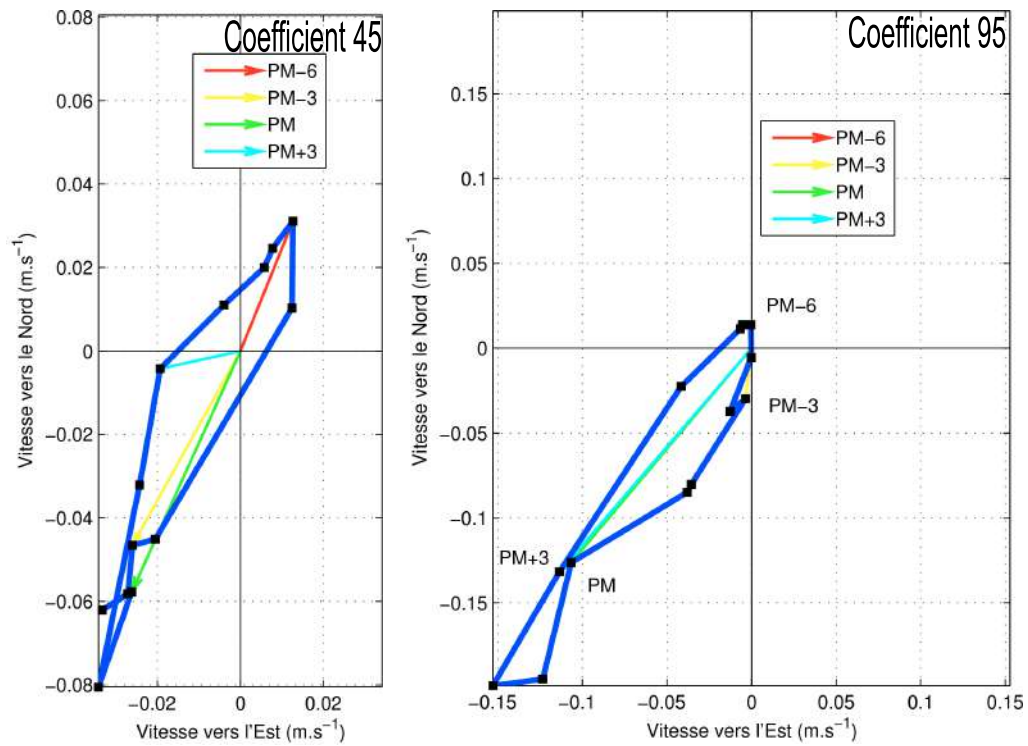 Coefficient 45
PM−6
PM−3
PM
PM+3
0.08
0.06
0.04
0.02
0
−0.02
−0.04
−0.06
−0.08
−0.02
0
0.02
Vitesse vers le Nord (m.s⁻¹)
Vitesse vers l'Est (m.s⁻¹)
Coefficient 95
PM−6
PM−3
PM
PM+3
0.15
0.1
0.05
0
−0.05
−0.1
−0.15
−0.15
−0.1
−0.05
0
0.05
0.1
0.15
Vitesse vers le Nord (m.s⁻¹)
Vitesse vers l'Est (m.s⁻¹)
PM−6
PM−3
PM+3
PM